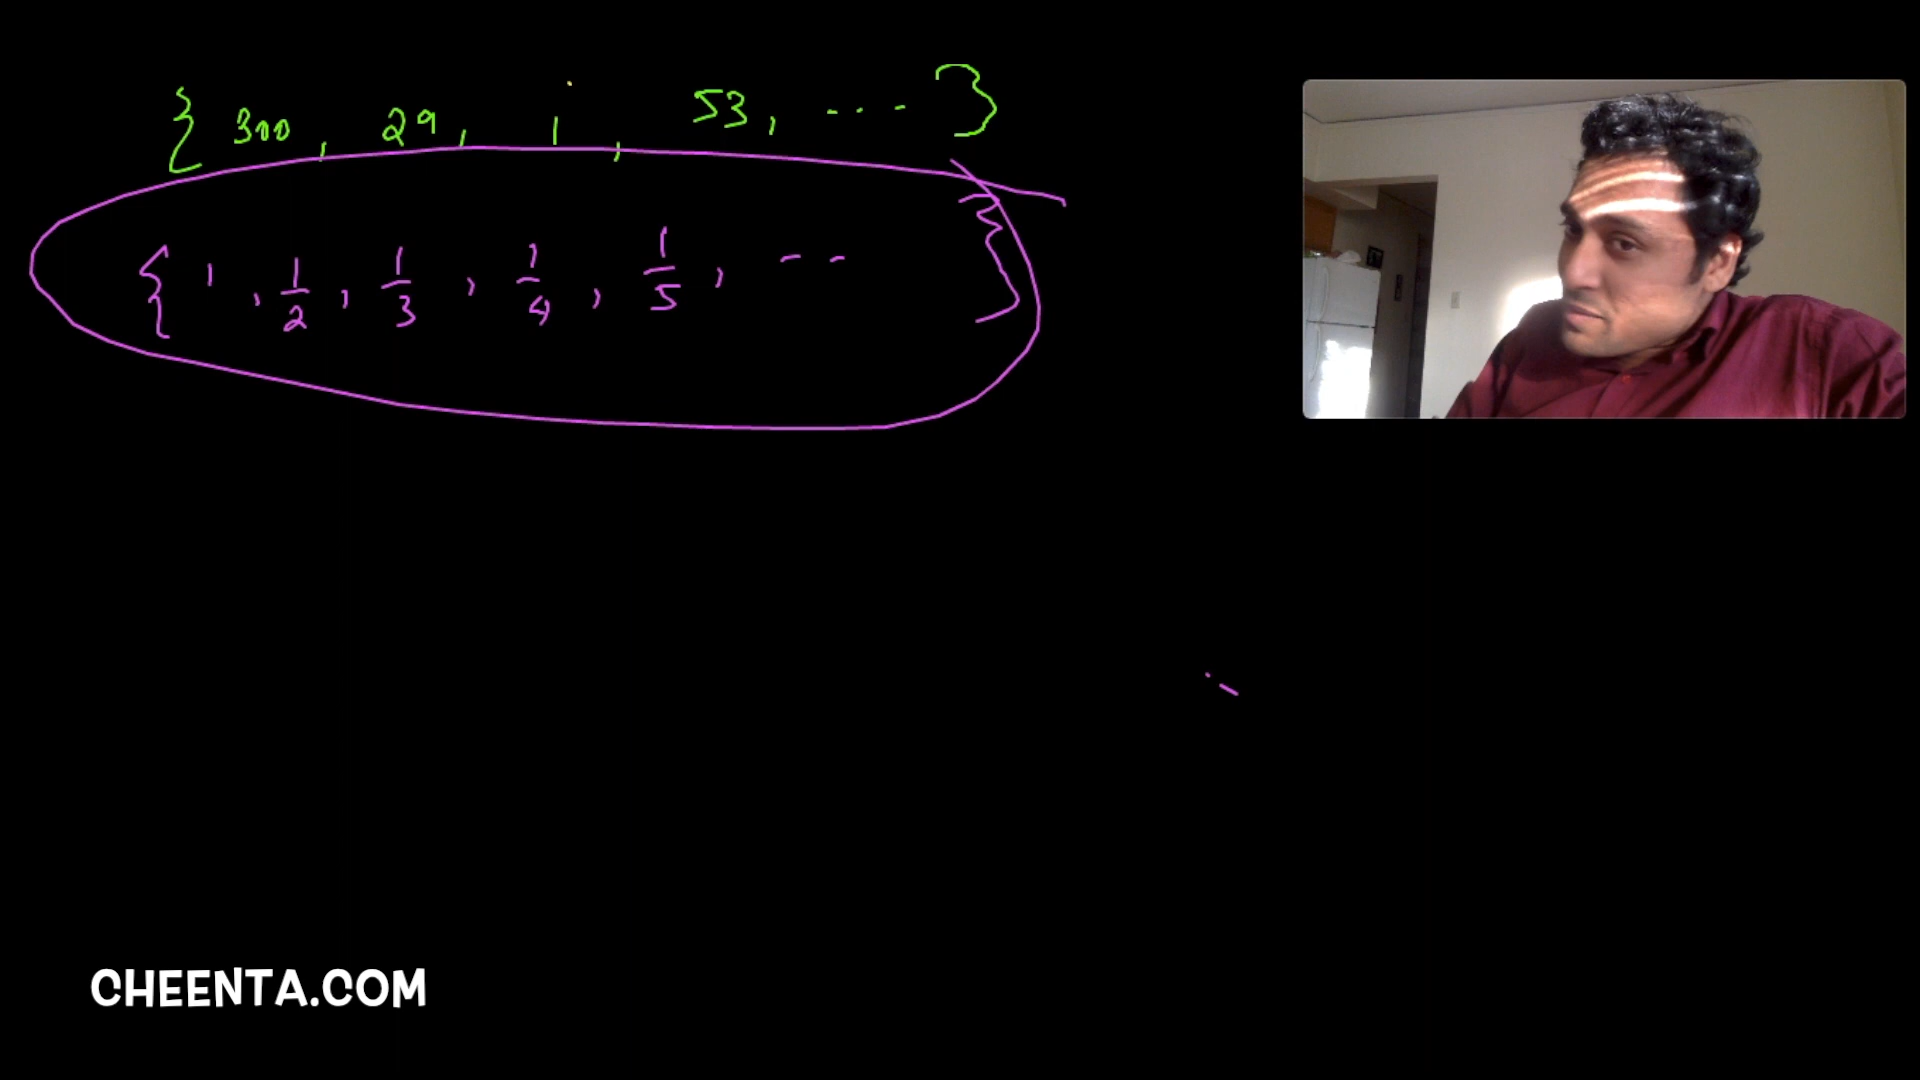 { 300, 29, 1, 53, ... }
{ 1, 1/2, 1/3, 1/4, 1/5, -- }
CHEENTA.COM